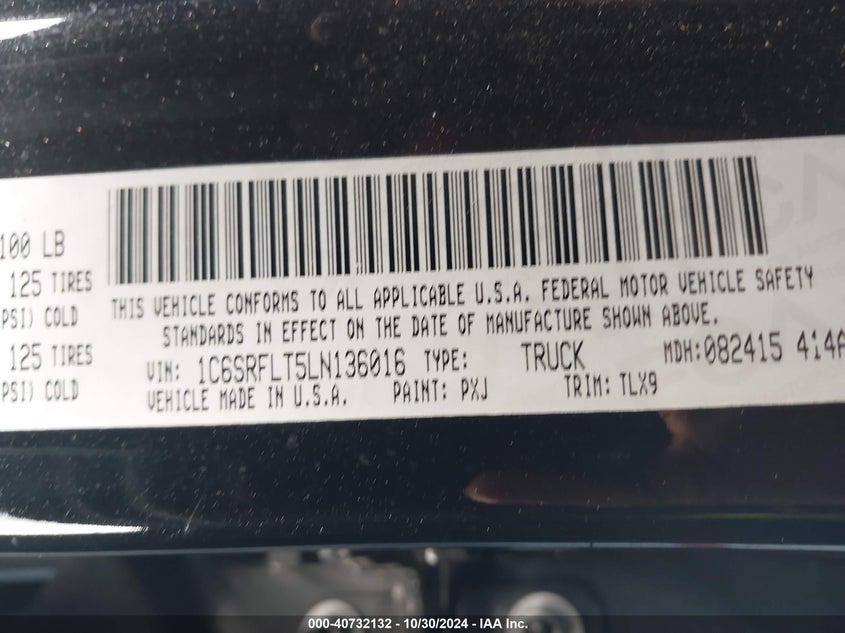 100 LB
125 TIRES
PSI) COLD
125 TIRES
PSI) COLD
THIS VEHICLE CONFORMS TO ALL APPLICABLE U.S.A. FEDERAL MOTOR VEHICLE SAFETY
STANDARDS IN EFFECT ON THE DATE OF MANUFACTURE SHOWN ABOVE.
VIN: 1C6SRFLT5LN136016 TYPE: TRUCK MDH:082415 414A
VEHICLE MADE IN U.S.A. PAINT: PXJ TRIM: TLX9
000-40732132 - 10/30/2024 - IAA Inc.